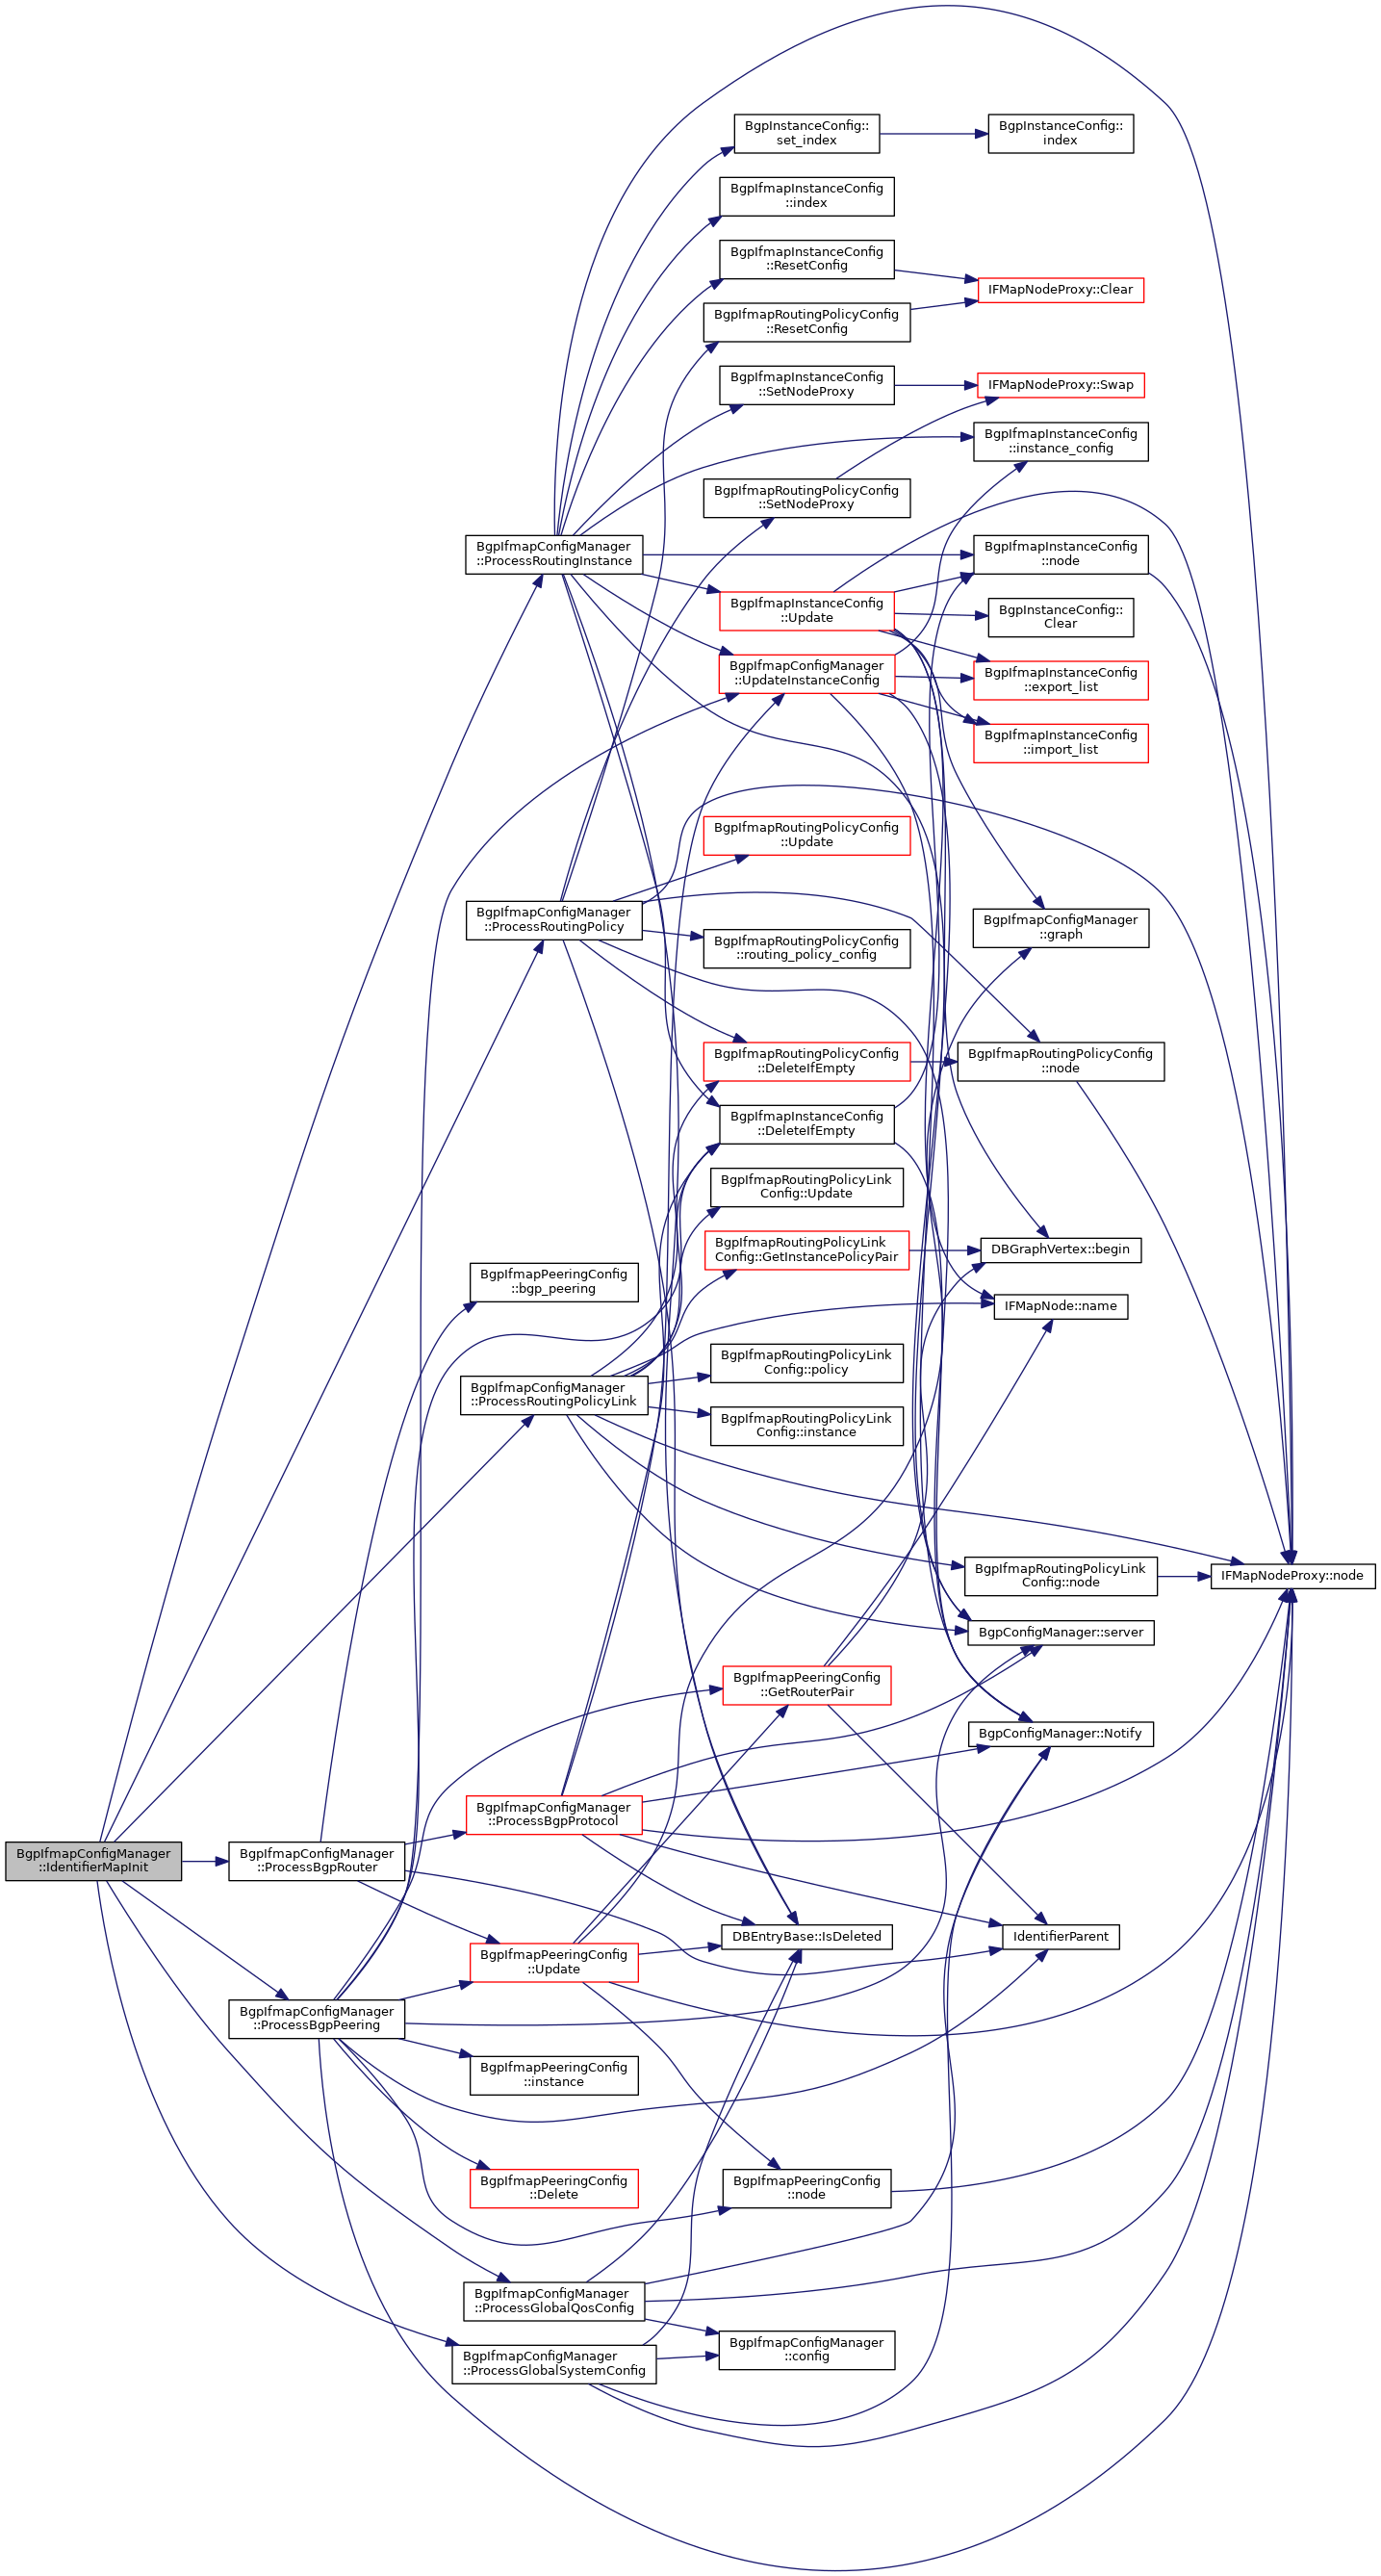 BgpInstanceConfig::
set_index
BgpInstanceConfig::
index
BgpIfmapInstanceConfig
::index
BgpIfmapInstanceConfig
::ResetConfig
IFMapNodeProxy::Clear
BgpIfmapRoutingPolicyConfig
::ResetConfig
BgpIfmapInstanceConfig
::SetNodeProxy
IFMapNodeProxy::Swap
BgpIfmapInstanceConfig
::instance_config
BgpIfmapRoutingPolicyConfig
::SetNodeProxy
BgpIfmapConfigManager
::ProcessRoutingInstance
BgpIfmapInstanceConfig
::node
BgpIfmapInstanceConfig
::Update
BgpInstanceConfig::
Clear
BgpIfmapConfigManager
::UpdateInstanceConfig
BgpIfmapInstanceConfig
::export_list
BgpIfmapInstanceConfig
::import_list
BgpIfmapRoutingPolicyConfig
::Update
BgpIfmapConfigManager
::ProcessRoutingPolicy
BgpIfmapConfigManager
::graph
BgpIfmapRoutingPolicyConfig
::routing_policy_config
BgpIfmapRoutingPolicyConfig
::DeleteIfEmpty
BgpIfmapRoutingPolicyConfig
::node
BgpIfmapInstanceConfig
::DeleteIfEmpty
BgpIfmapRoutingPolicyLink
Config::Update
BgpIfmapRoutingPolicyLink
Config::GetInstancePolicyPair
DBGraphVertex::begin
BgpIfmapPeeringConfig
::bgp_peering
IFMapNode::name
BgpIfmapRoutingPolicyLink
Config::policy
BgpIfmapConfigManager
::ProcessRoutingPolicyLink
BgpIfmapRoutingPolicyLink
Config::instance
BgpIfmapRoutingPolicyLink
Config::node
IFMapNodeProxy::node
BgpConfigManager::server
BgpIfmapPeeringConfig
::GetRouterPair
BgpConfigManager::Notify
BgpIfmapConfigManager
::ProcessBgpProtocol
BgpIfmapConfigManager
::IdentifierMapInit
BgpIfmapConfigManager
::ProcessBgpRouter
DBEntryBase::IsDeleted
IdentifierParent
BgpIfmapPeeringConfig
::Update
BgpIfmapConfigManager
::ProcessBgpPeering
BgpIfmapPeeringConfig
::instance
BgpIfmapPeeringConfig
::Delete
BgpIfmapPeeringConfig
::node
BgpIfmapConfigManager
::ProcessGlobalQosConfig
BgpIfmapConfigManager
::config
BgpIfmapConfigManager
::ProcessGlobalSystemConfig